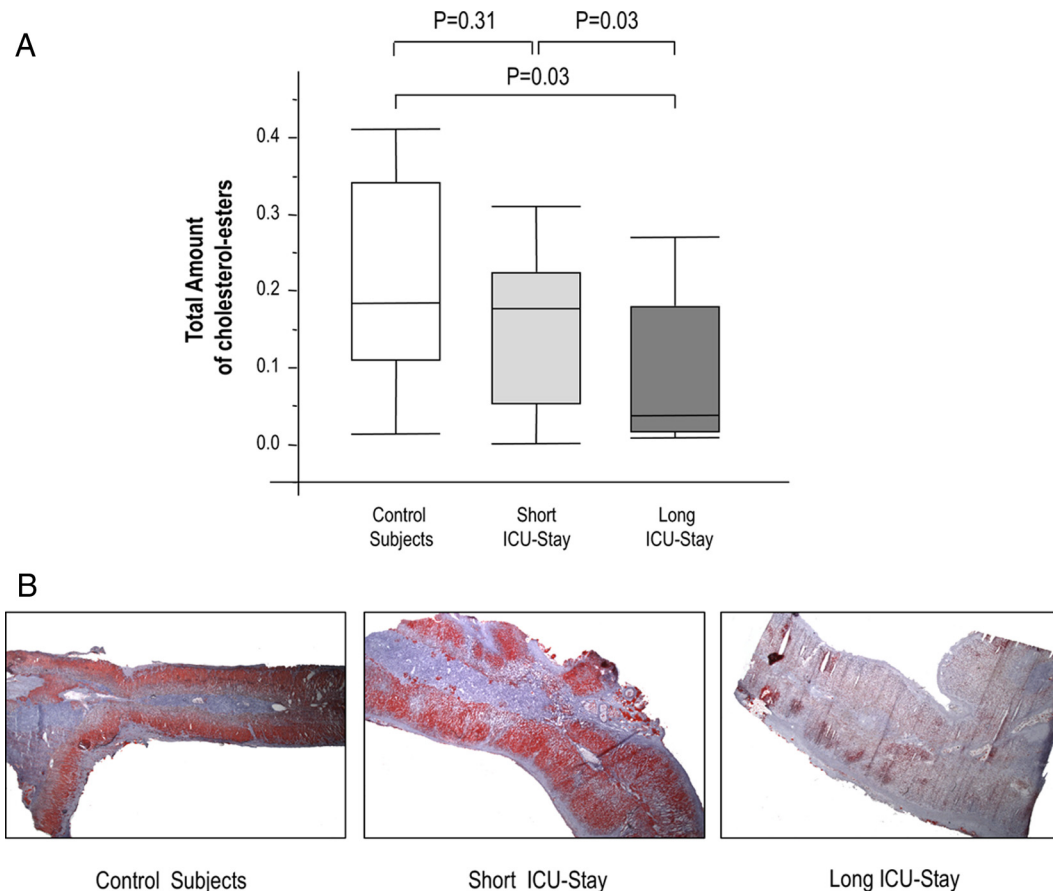 A
P=0.31
P=0.03
P=0.03
Total Amount
of cholesterol-esters
0.4
0.3
0.2
0.1
0.0
Control
Subjects
Short
ICU-Stay
Long
ICU-Stay
B
Control Subjects
Short ICU-Stay
Long ICU-Stay